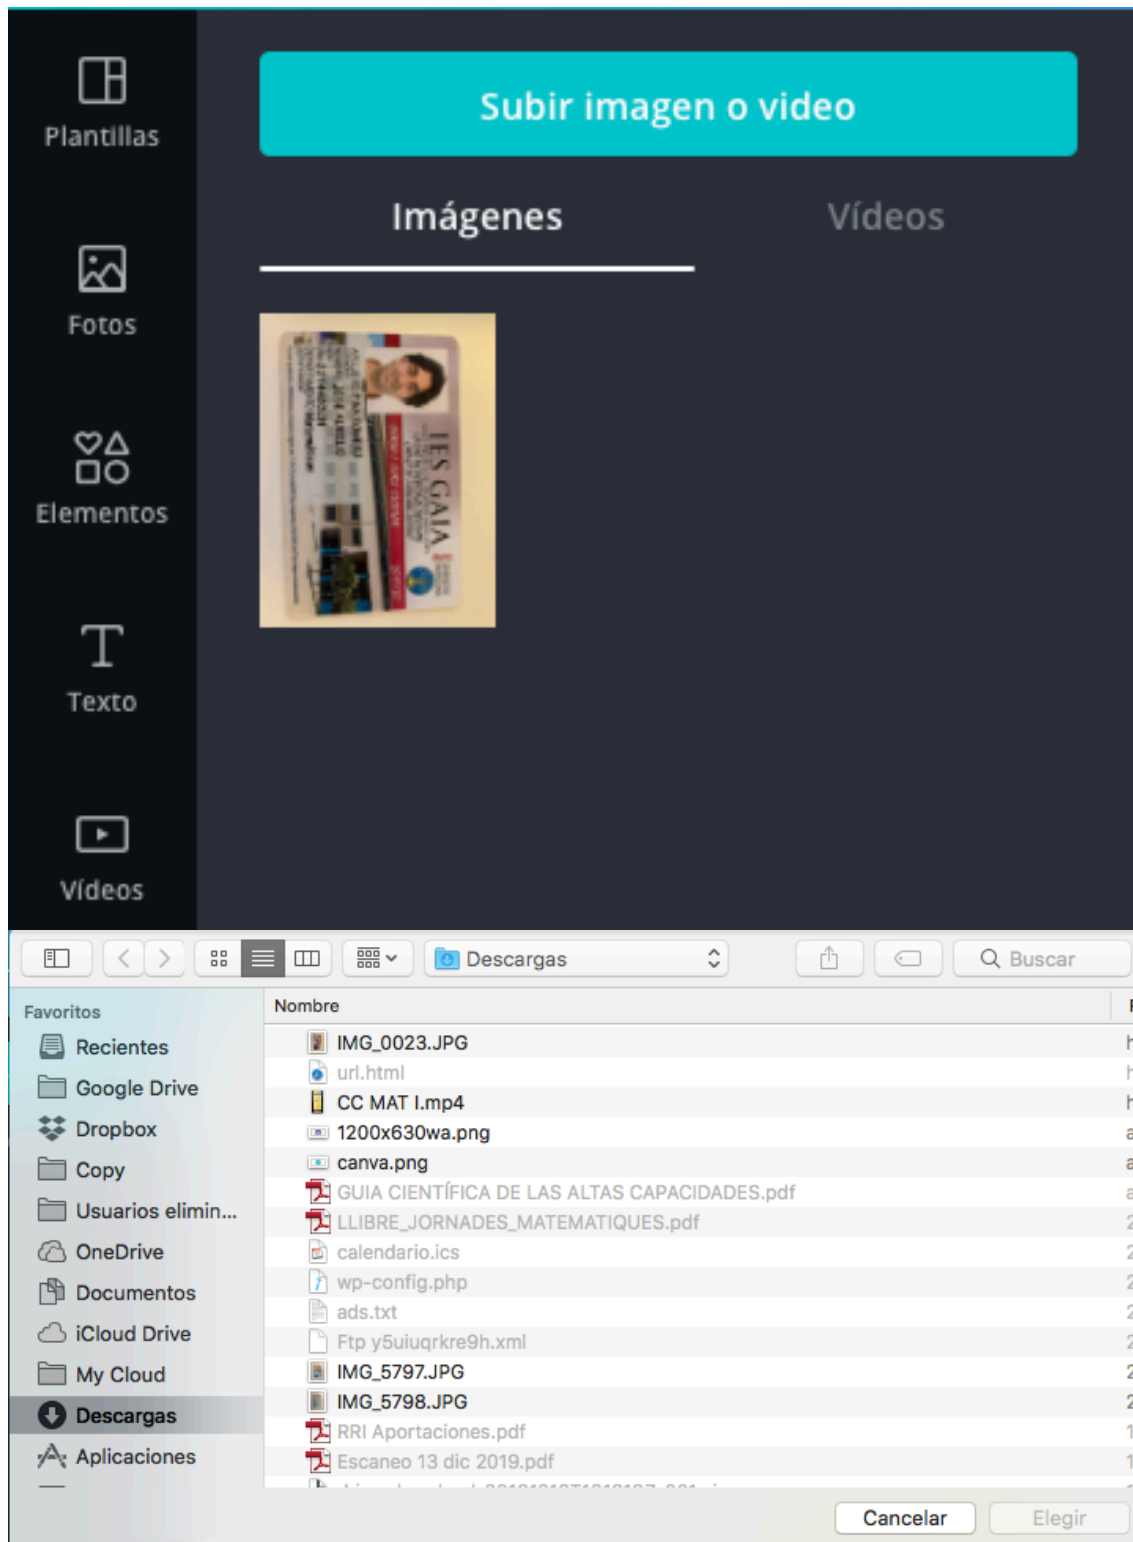 Plantillas
Fotos
Elementos
Texto
Vídeos
Subir imagen o video
Imágenes
Vídeos
IES GAIA
Descargas
Buscar
Favoritos
Recientes
Google Drive
Dropbox
Copy
Usuarios elimin...
OneDrive
Documentos
iCloud Drive
My Cloud
Descargas
Aplicaciones
Nombre
IMG_0023.JPG
url.html
CC MAT I.mp4
1200x630wa.png
canva.png
GUIA CIENTÍFICA DE LAS ALTAS CAPACIDADES.pdf
LLIBRE_JORNADES_MATEMATIQUES.pdf
calendario.ics
wp-config.php
ads.txt
Ftp y5uiuqrkre9h.xml
IMG_5797.JPG
IMG_5798.JPG
RRI Aportaciones.pdf
Escaneo 13 dic 2019.pdf
Cancelar
Elegir